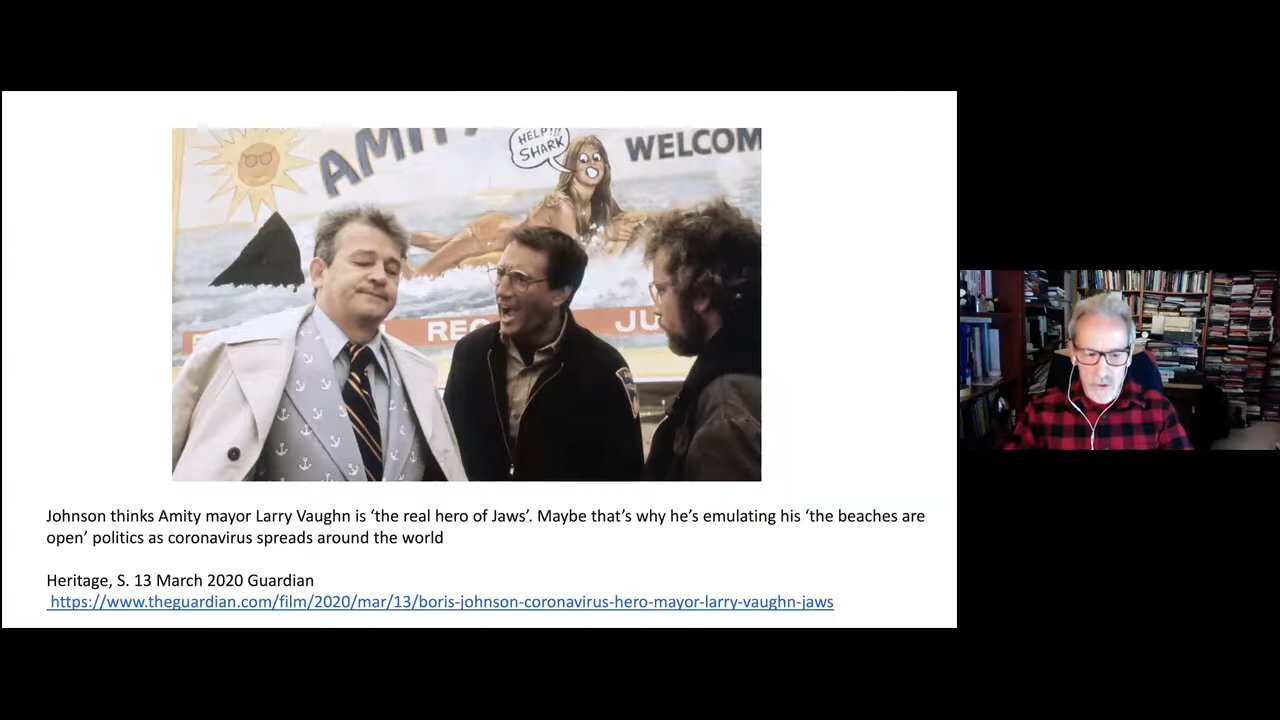 HELP!!!
SHARK
AMITY
WELCOM
REG
JU
Johnson thinks Amity mayor Larry Vaughn is ‘the real hero of Jaws’. Maybe that’s why he’s emulating his ‘the beaches are
open’ politics as coronavirus spreads around the world
Heritage, S. 13 March 2020 Guardian
https://www.theguardian.com/film/2020/mar/13/boris-johnson-coronavirus-hero-mayor-larry-vaughn-jaws